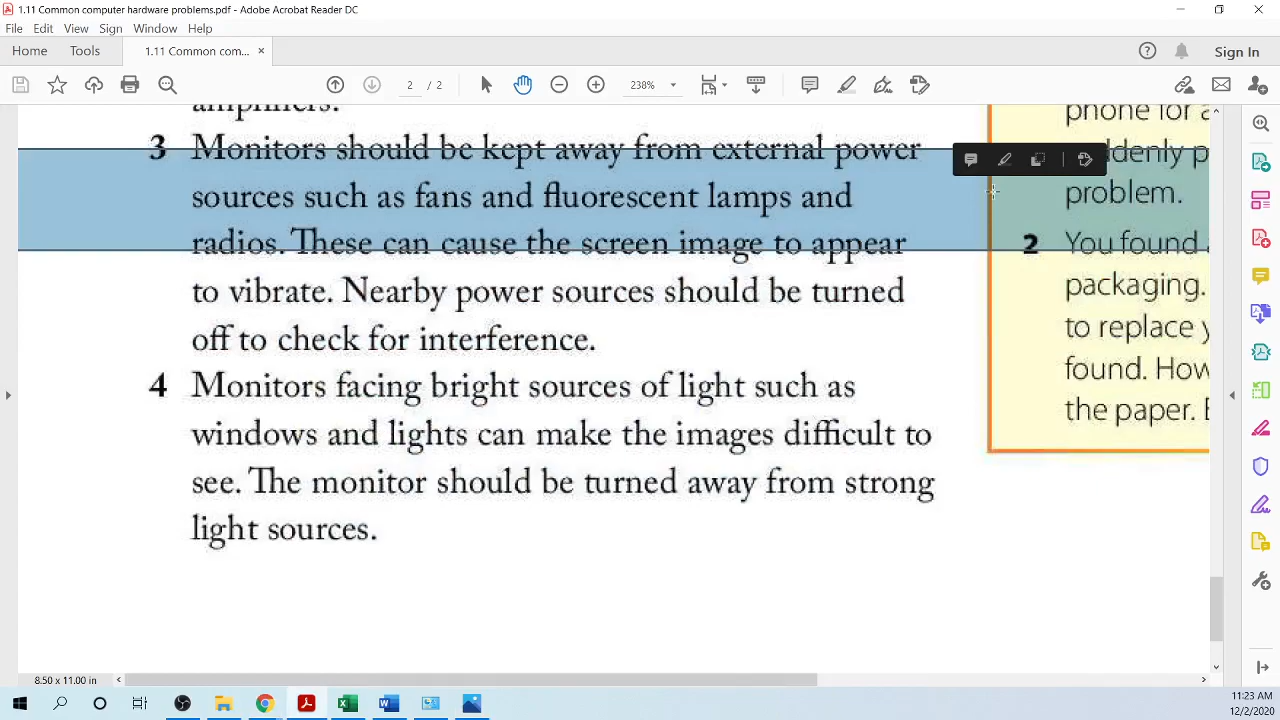 1.11 Common computer hardware problems.pdf - Adobe Acrobat Reader DC
File Edit View Sign Window Help
Home Tools 1.11 Common com... × Sign In
2 / 2 238%
amplifiers.
3 Monitors should be kept away from external power
sources such as fans and fluorescent lamps and
radios. These can cause the screen image to appear
to vibrate. Nearby power sources should be turned
off to check for interference.
4 Monitors facing bright sources of light such as
windows and lights can make the images difficult to
see. The monitor should be turned away from strong
light sources.
phone for a
ddenly p
problem.
2 You found
packaging.
to replace y
found. How
the paper. E
8.50 x 11.00 in
11:23 AM
12/2/2020